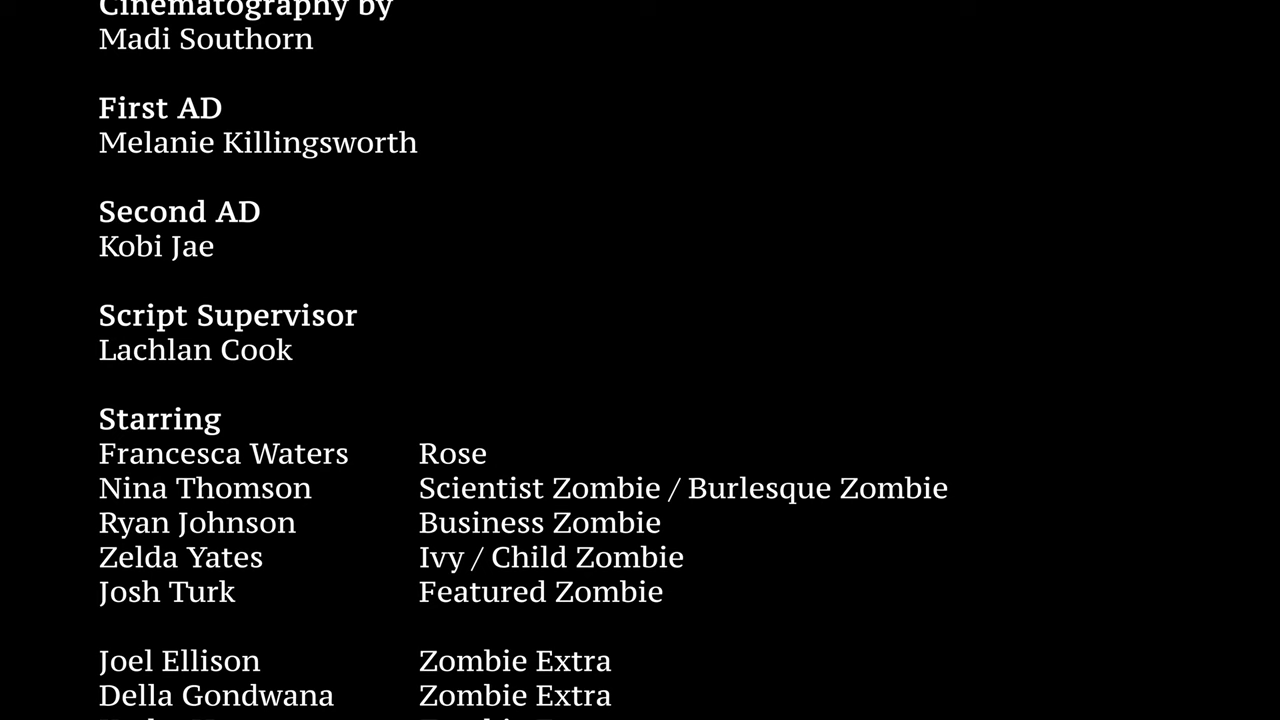 Cinematography by
Madi Southorn
First AD
Melanie Killingsworth
Second AD
Kobi Jae
Script Supervisor
Lachlan Cook
Starring
Francesca Waters Rose
Nina Thomson Scientist Zombie / Burlesque Zombie
Ryan Johnson Business Zombie
Zelda Yates Ivy / Child Zombie
Josh Turk Featured Zombie
Joel Ellison Zombie Extra
Della Gondwana Zombie Extra